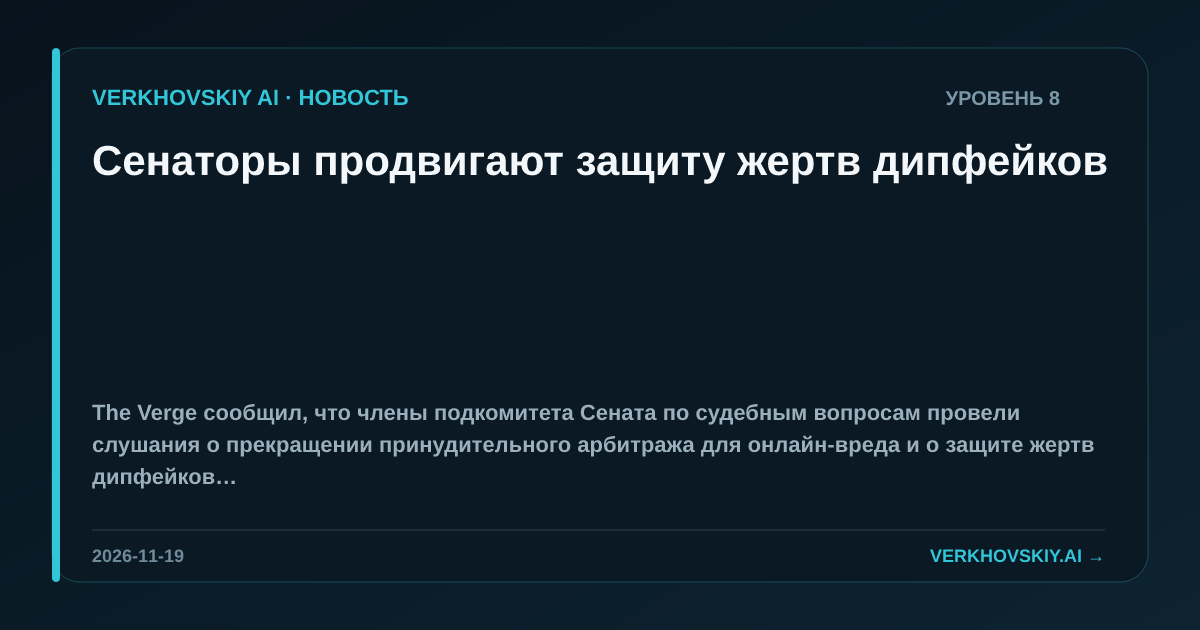 VERKHOVSKIY AI · НОВОСТЬ
УРОВЕНЬ 8
Сенаторы продвигают защиту жертв дипфейков
The Verge сообщил, что члены подкомитета Сената по судебным вопросам провели
слушания о прекращении принудительного арбитража для онлайн-вреда и о защите жертв
дипфейков…
2026-11-19
VERKHOVSKIY.AI →